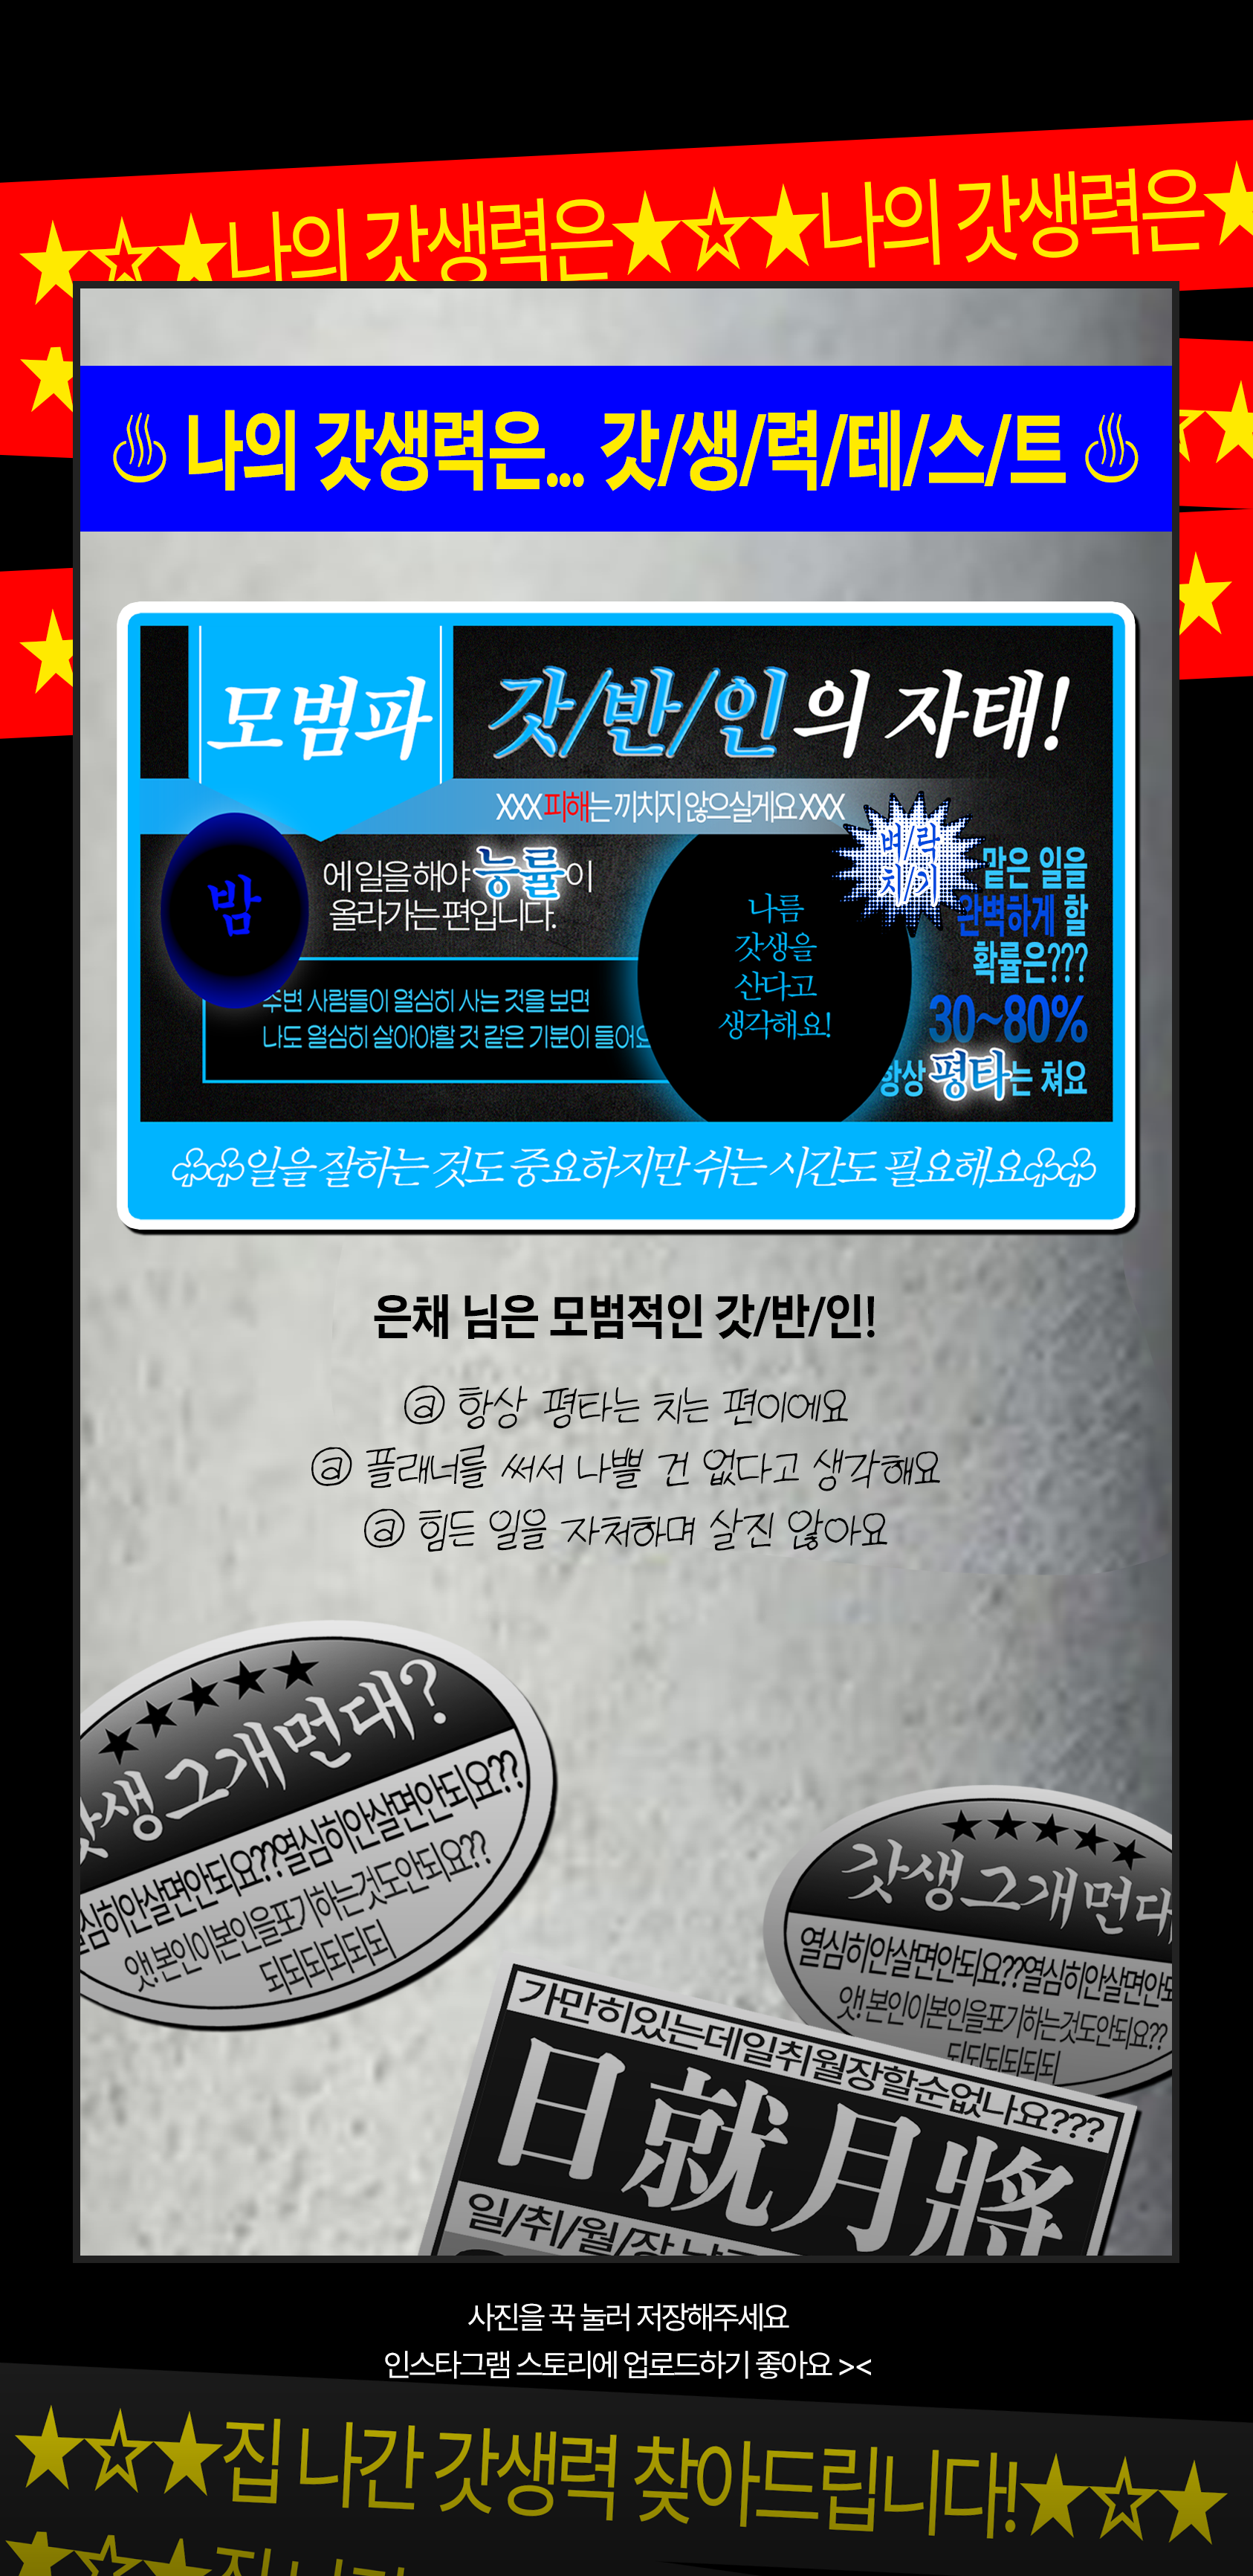 ★☆★나의 갓생력은★☆★나의 갓생력은★
♨ 나의 갓생력은... 갓/생/력/테/스/트 ♨
모범파
갓/반/인의 자태!
XXX 피해는 끼치지 않으실게요 XXX
밤
에 일을 해야 능률이
올라가는 편입니다.
주변 사람들이 열심히 사는 것을 보면
나도 열심히 살아야할 것 같은 기분이 들어요
나름
갓생을
산다고
생각해요!
벼/락
치/기
맡은 일을
완벽하게 할
확률은???
30~80%
항상 평타는 쳐요
♧♧일을 잘하는 것도 중요하지만 쉬는 시간도 필요해요♧♧
은채 님은 모범적인 갓/반/인!
@ 항상 평타는 치는 편이에요
@ 플래너를 써서 나쁠 건 없다고 생각해요
@ 힘든 일을 자처하며 살진 않아요
★★★★★
갓생 그개먼대?
열심히안살면안되요??열심히안살면안되요??
앗!본인이본인을포기하는것도안되요??
되되되되되되
★★★★★
갓생 그개먼대
열심히안살면안되요??열심히안살면안되
앗!본인이본인을포기하는것도안되요??
되되되되되되
가만히있는데일취월장할순없나요???
日就月將
일/취/월/장
사진을 꾹 눌러 저장해주세요
인스타그램 스토리에 업로드하기 좋아요 ><
★☆★집 나간 갓생력 찾아드립니다!★☆★
★☆★집 나간